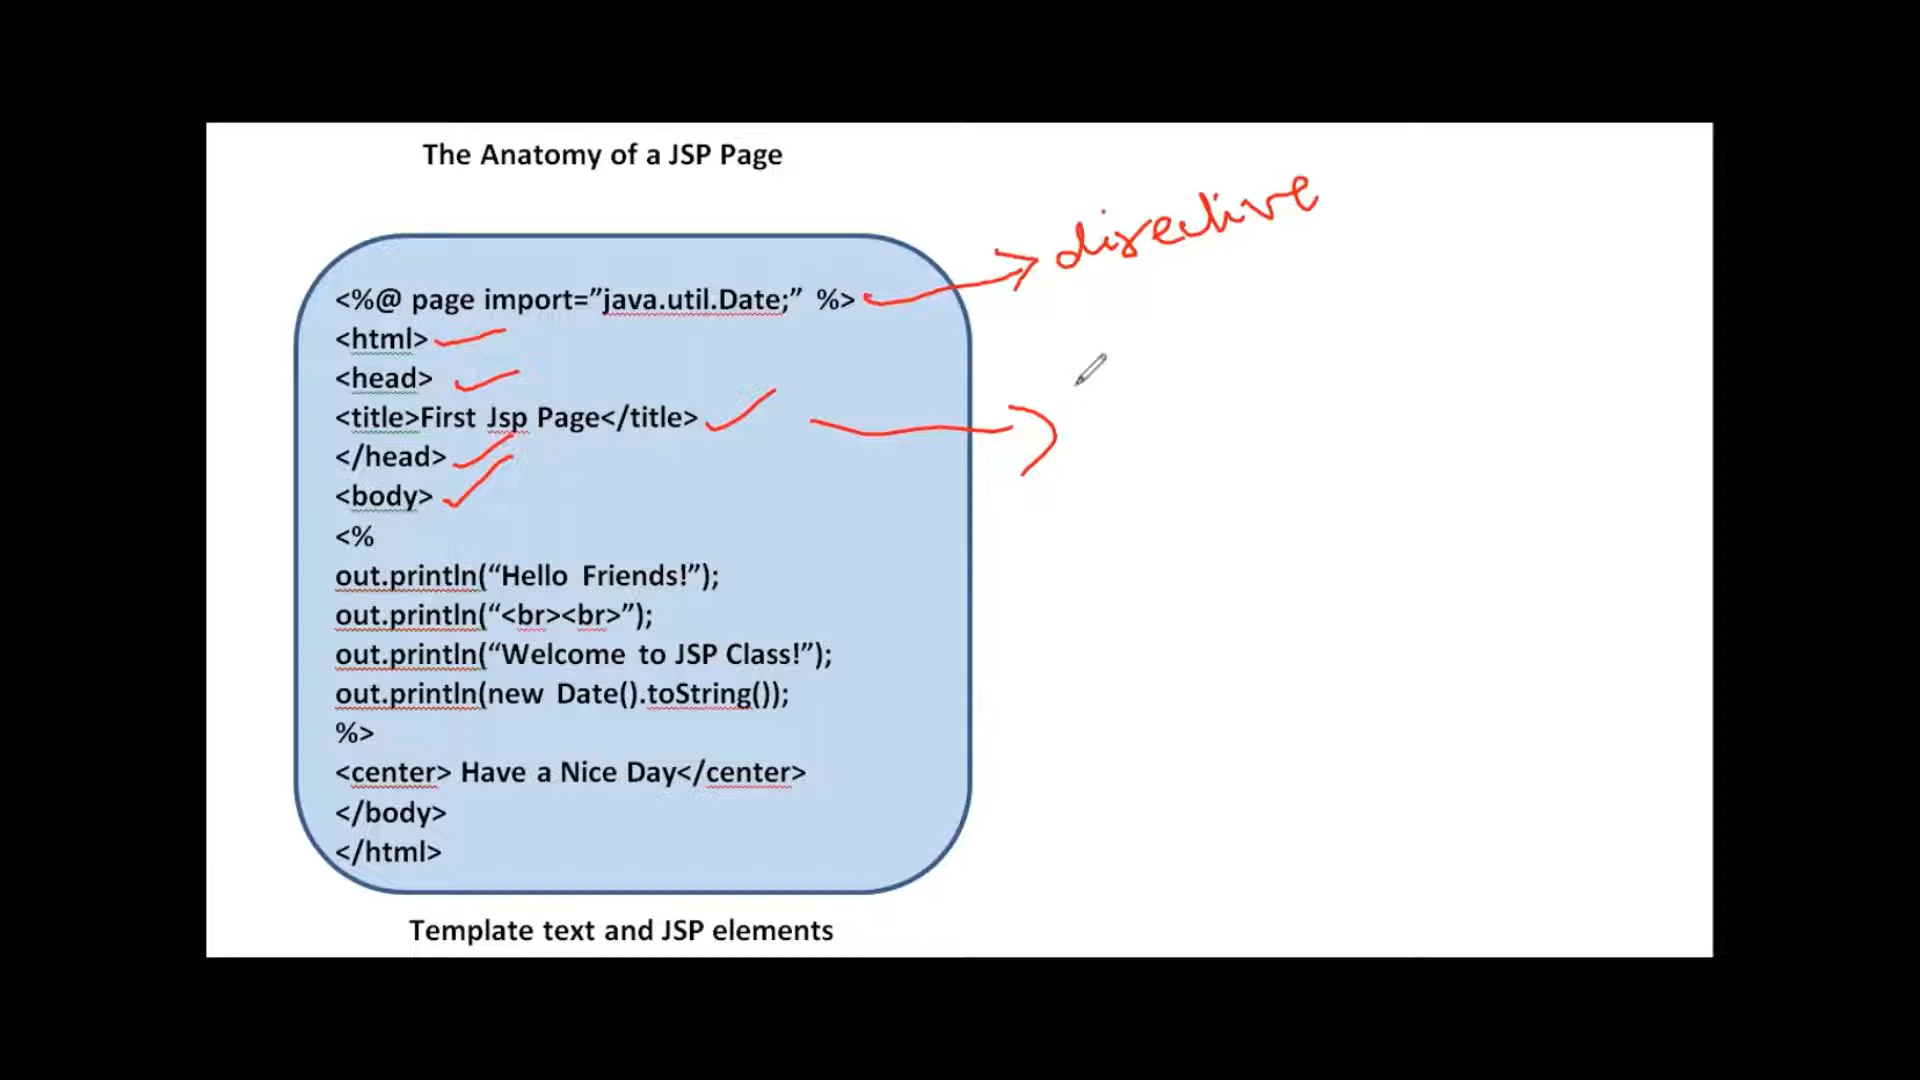 The Anatomy of a JSP Page
directive
<%@ page import=”java.util.Date;” %>
<html>
<head>
<title>First Jsp Page</title>
</head>
<body>
<%
out.println(“Hello Friends!”);
out.println(“<br><br>”);
out.println(“Welcome to JSP Class!”);
out.println(new Date().toString());
%>
<center> Have a Nice Day</center>
</body>
</html>
Template text and JSP elements